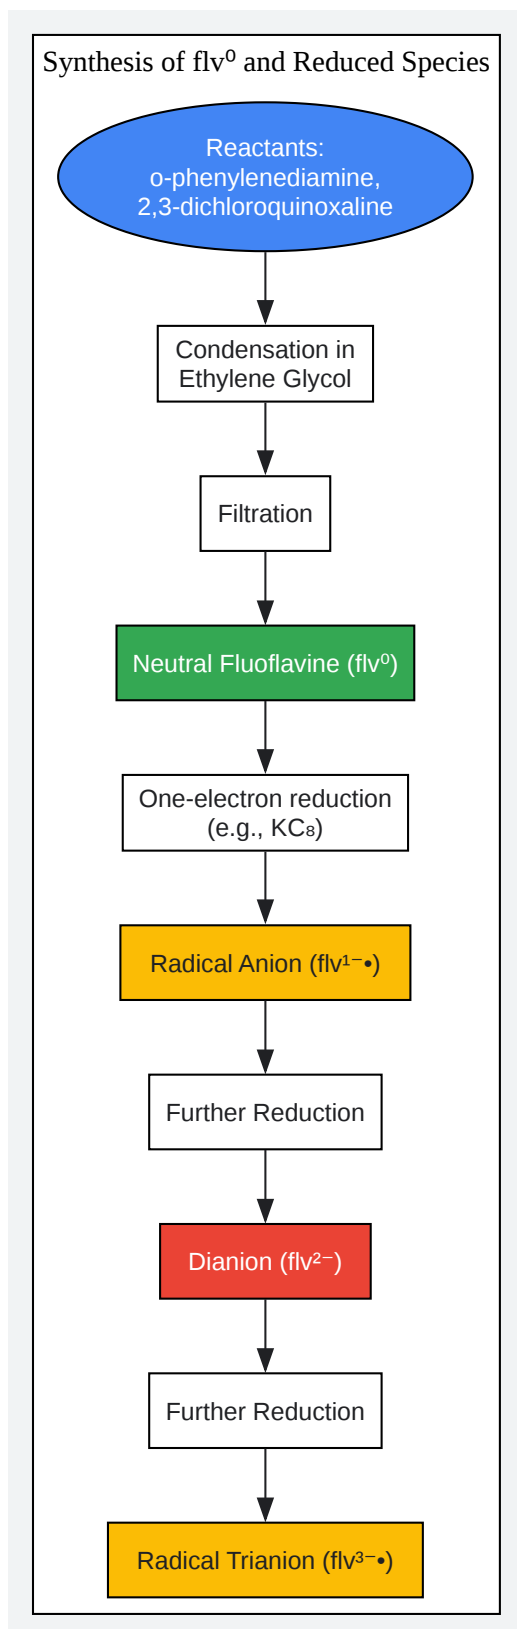 Synthesis of flv⁰ and Reduced Species
Reactants:
o-phenylenediamine,
2,3-dichloroquinoxaline
Condensation in
Ethylene Glycol
Filtration
Neutral Fluoflavine (flv⁰)
One-electron reduction
(e.g., KC₈)
Radical Anion (flv¹⁻•)
Further Reduction
Dianion (flv²⁻)
Further Reduction
Radical Trianion (flv³⁻•)